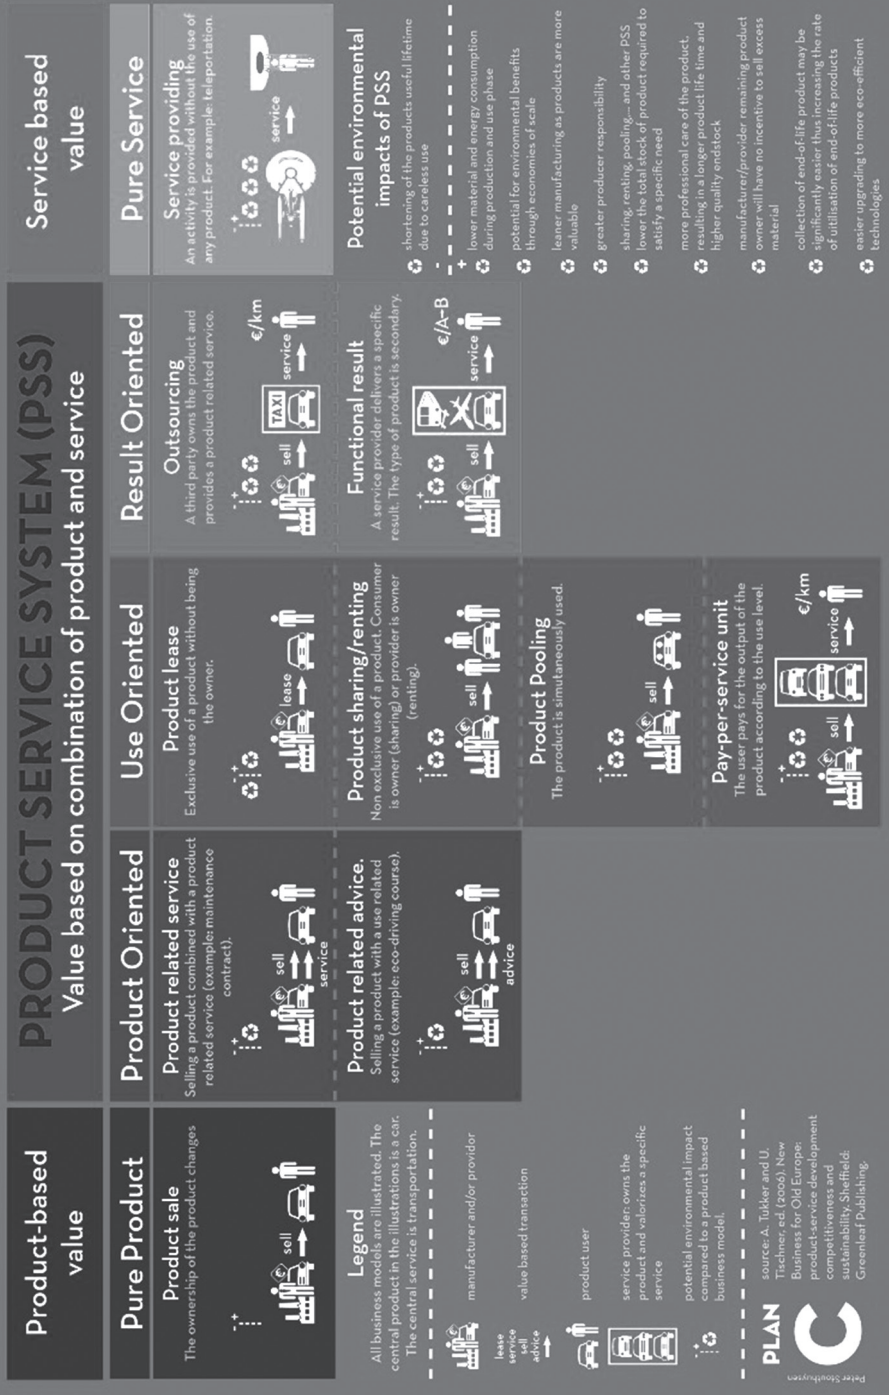 Product-based
value
PRODUCT SERVICE SYSTEM (PSS)
Value based on combination of product and service
Service based
value
Pure Product
Product Oriented
Use Oriented
Result Oriented
Pure Service
Product sale
The ownership of the product changes
- +
sell
Product related service
Selling a product combined with a product
related service (example: maintenance
contract).
- +
sell
service
Product lease
Exclusive use of a product without being
the owner.
- +
lease
Outsourcing
A third party owns the product and
provides a product related service.
- +
sell
TAXI
service
€/km
Service providing
An activity is provided without the use of
any product. For example: teleportation.
- +
service
Legend
All business models are illustrated. The
central product in the illustrations is a car.
The central service is transportation.
manufacturer and/or providor
lease
service
sell
advice
value based transaction
product user
service provider: owns the
product and valorizes a specific
service
- +
potential environmental impact
compared to a product based
business model.
PLAN
C
source: A. Tukker and U.
Tischner, ed. (2006). New
Business for Old Europe:
product-service development
competitiveness and
sustainability. Sheffield:
Greenleaf Publishing.
Peter Stouthuysen
Product related advice.
Selling a product with a use related
service (example: eco-driving course).
- +
sell
advice
Product sharing/renting
Non exclusive use of a product. Consumer
is owner (sharing) or provider is owner
(renting).
- +
sell
Product Pooling
The product is simutaneously used.
- +
sell
Pay-per-service unit
The user pays for the output of the
product according to the use level.
- +
sell
service
€/km
Functional result
A service provider delivers a specific
result. The type of product is secondary.
- +
sell
service
€/A–B
Potential environmental
impacts of PSS
shortening of the products useful lifetime
due to careless use
-
+
lower material and energy consumption
during production and use phase
potential for environmental benefits
through economies of scale
leaner manufacturing as products are more
valuable
greater producer responsibility
sharing, renting, pooling,... and other PSS
lower the total stock of product required to
satisfy a specific need
more professional care of the product,
resulting in a longer product life time and
higher quality endstock
manufacturer/provider remaining product
owner will have no incentive to sell excess
material
collection of end-of-life product may be
significantly easier thus increasing the rate
of uitilisation of end-of-life products
easier upgrading to more eco-efficient
technologies